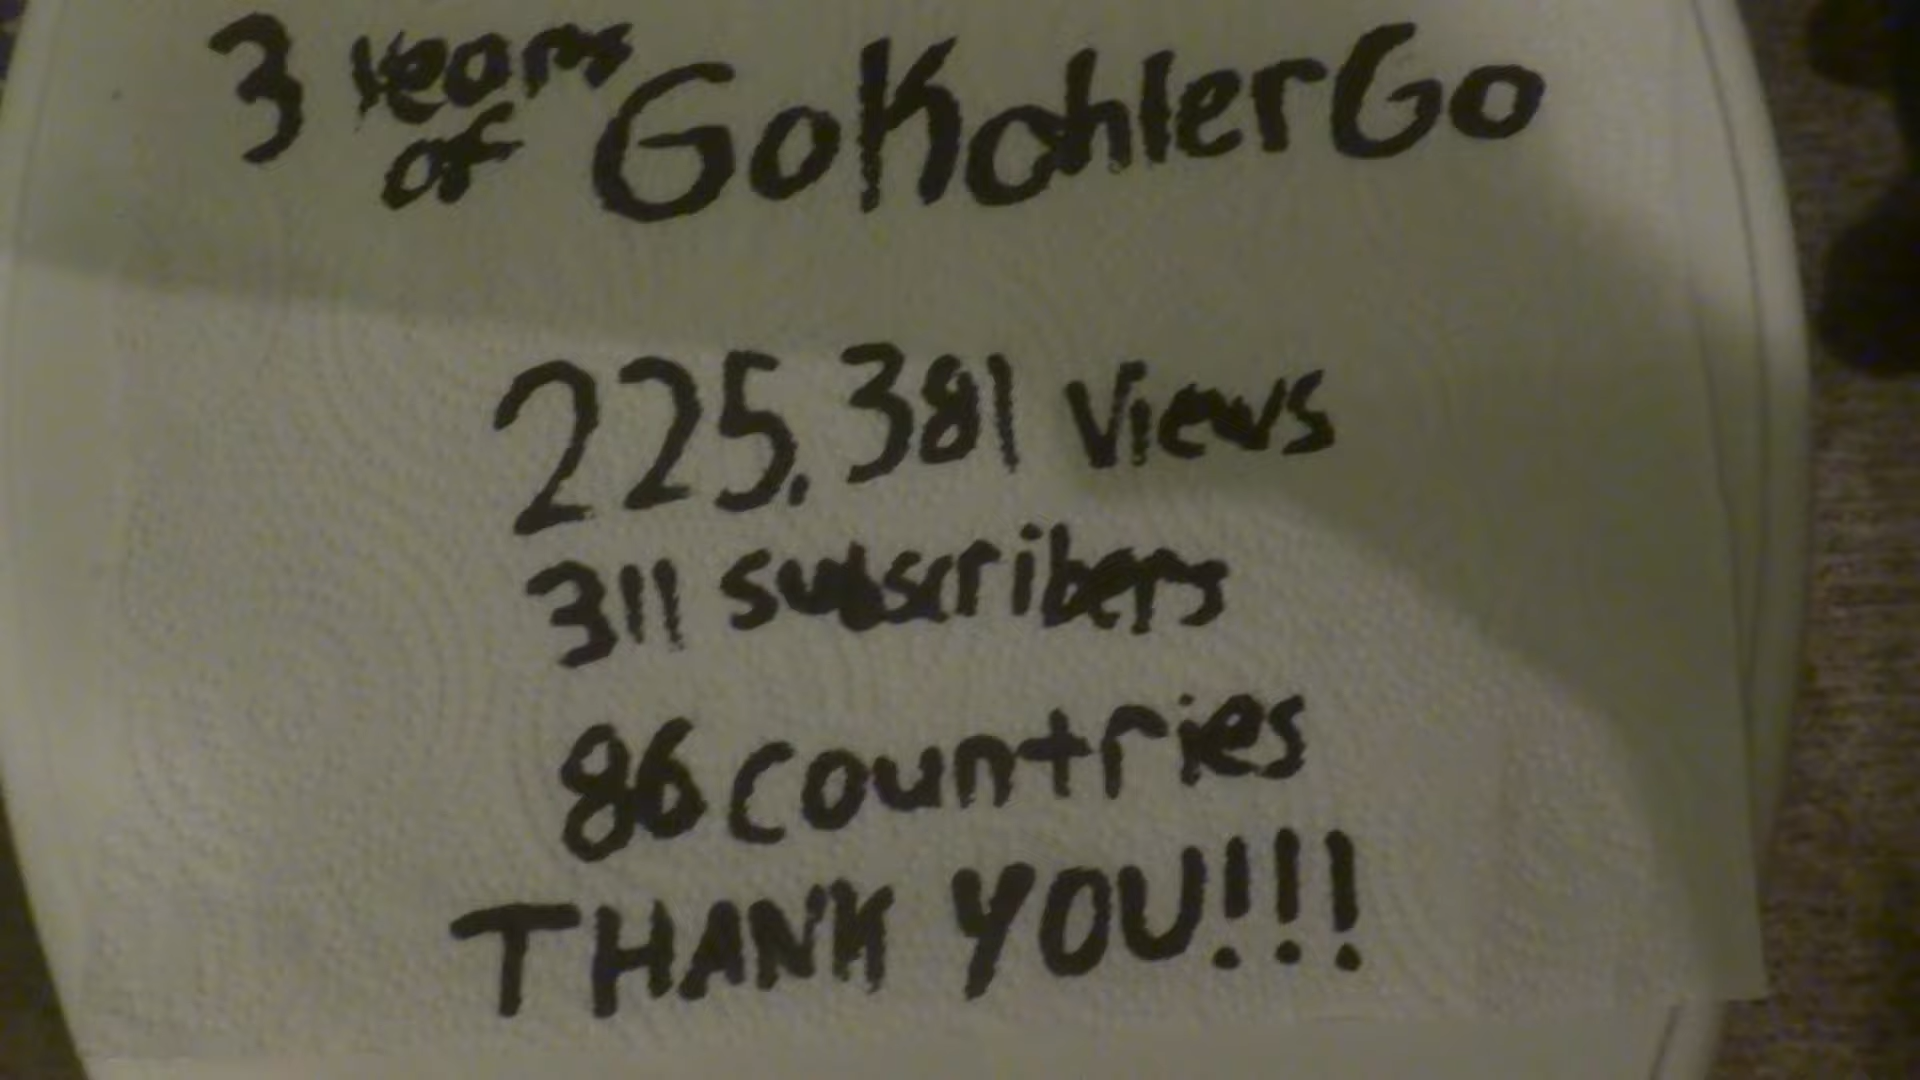 3 years of GoKohlerGo
225,381 views
311 subscribers
86 countries
THANK YOU!!!